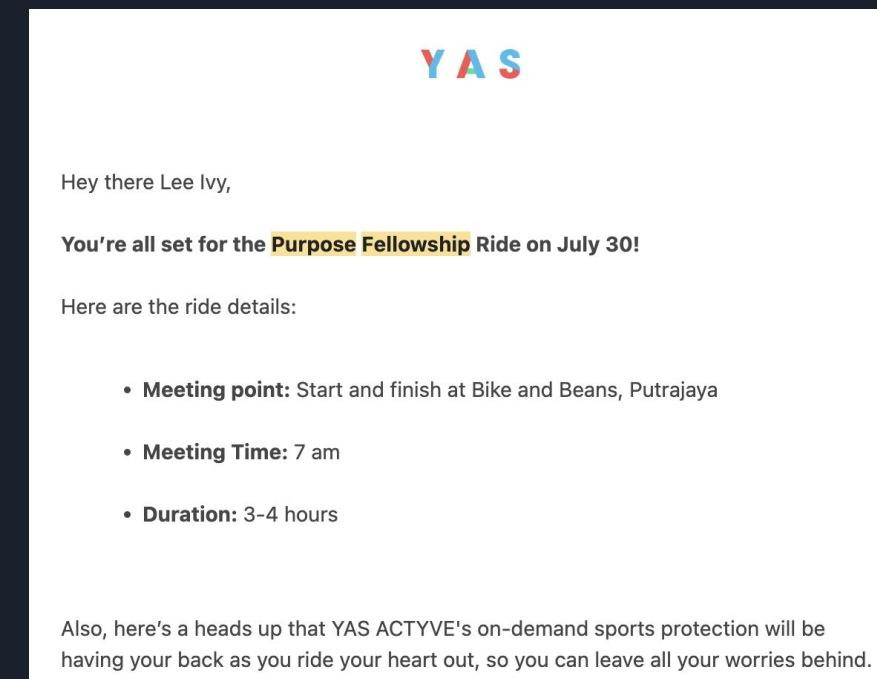 YAS
Hey there Lee Ivy,
You’re all set for the Purpose Fellowship Ride on July 30!
Here are the ride details:
• Meeting point: Start and finish at Bike and Beans, Putrajaya
• Meeting Time: 7 am
• Duration: 3-4 hours
Also, here’s a heads up that YAS ACTYVE's on-demand sports protection will be
having your back as you ride your heart out, so you can leave all your worries behind.